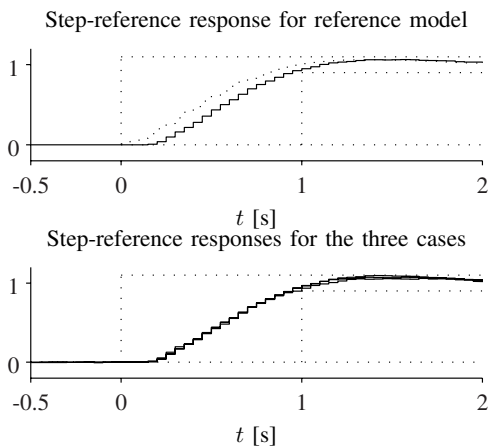 Step-reference response for reference model
1
0
-0.5 0 1 2
t [s]
Step-reference responses for the three cases
1
0
-0.5 0 1 2
t [s]